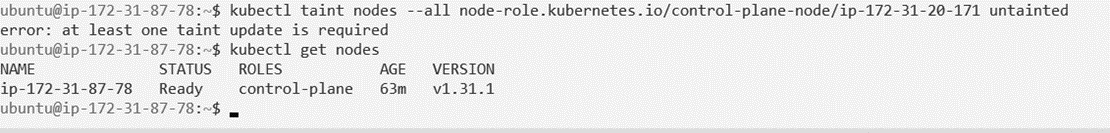 ubuntu@ip-172-31-87-78:~$ kubectl taint nodes --all node-role.kubernetes.io/control-plane-node/ip-172-31-20-171 untainted
error: at least one taint update is required
ubuntu@ip-172-31-87-78:~$ kubectl get nodes
NAME STATUS ROLES AGE VERSION
ip-172-31-87-78 Ready control-plane 63m v1.31.1
ubuntu@ip-172-31-87-78:~$